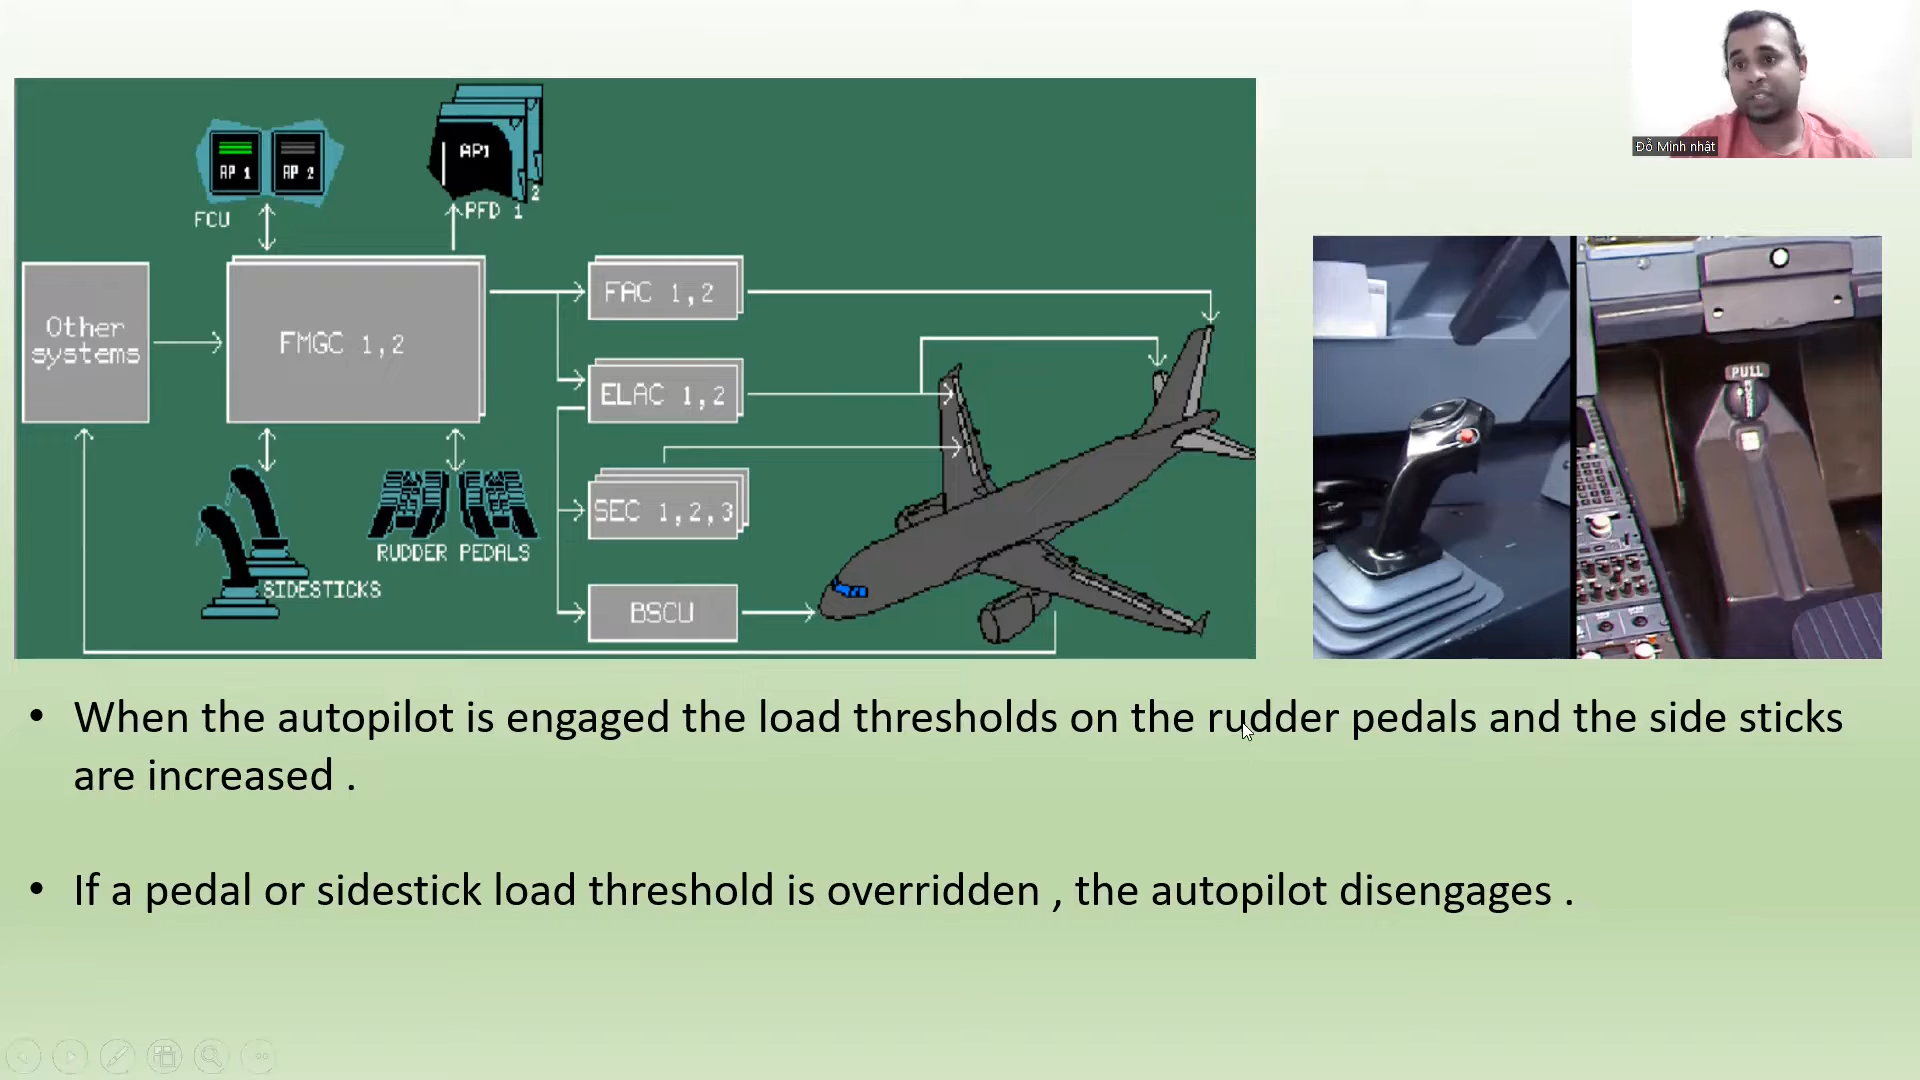 Đỗ Minh nhật
AP 1
AP 2
AP1
FCU
PFD 1
2
Other
systems
FMGC 1,2
FAC 1,2
ELAC 1,2
SEC 1,2,3
BSCU
RUDDER PEDALS
SIDESTICKS
PULL
• When the autopilot is engaged the load thresholds on the rudder pedals and the side sticks
are increased .
• If a pedal or sidestick load threshold is overridden , the autopilot disengages .